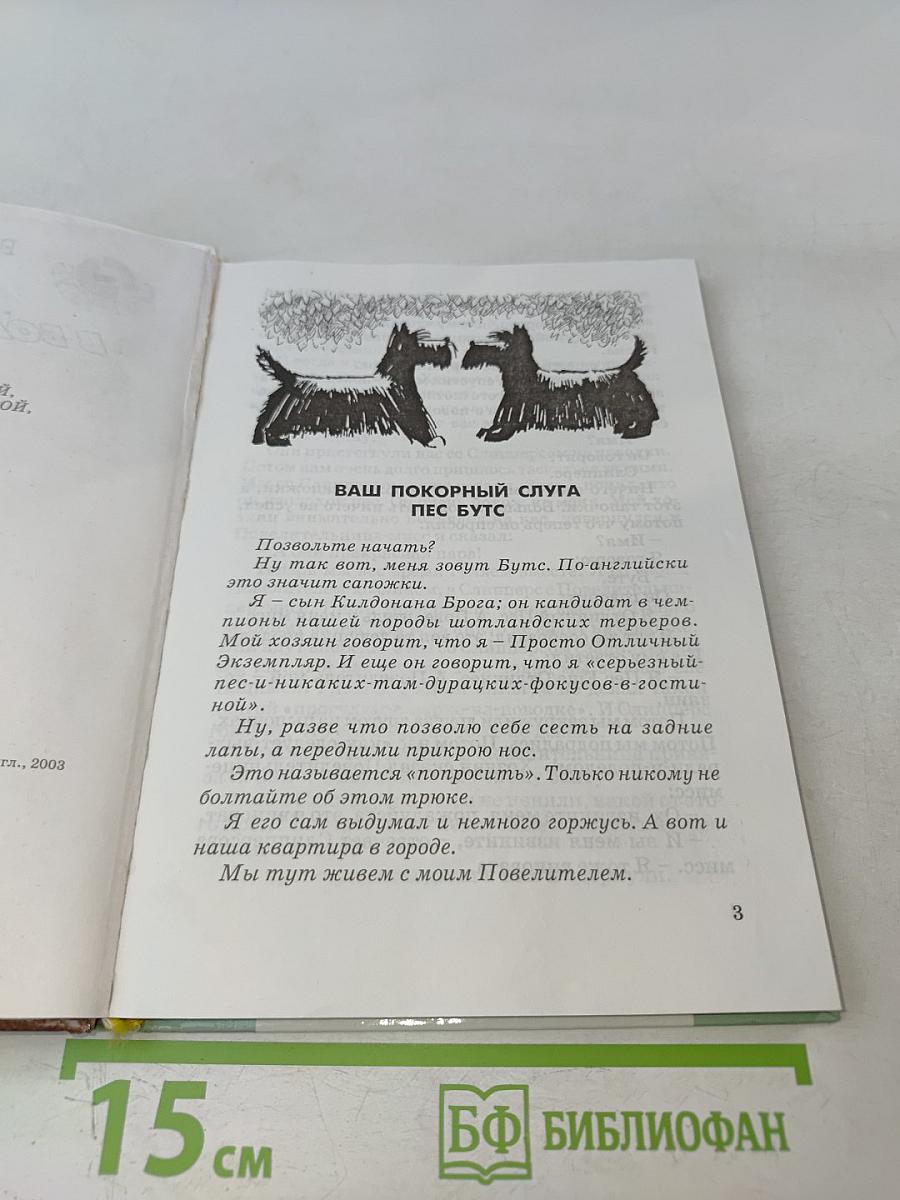 ой,
гл., 2003
ВАШ ПОКОРНЫЙ СЛУГА
ПЕС БУТС
Позвольте начать?
Ну так вот, меня зовут Бутс. По-английски
это значит сапожки.
Я – сын Килдонана Брога; он кандидат в чем-
пионы нашей породы шотландских терьеров.
Мой хозяин говорит, что я – Просто Отличный
Экземпляр. И еще он говорит, что я «серьезный-
пес-и-никаких-там-дурацких-фокусов-в-гости-
ной».
Ну, разве что позволю себе сесть на задние
лапы, а передними прикрою нос.
Это называется «попросить». Только никому не
болтайте об этом трюке.
Я его сам выдумал и немного горжусь. А вот и
наша квартира в городе.
Мы тут живем с моим Повелителем.
3
15 см
БФ БИБЛИОФАН